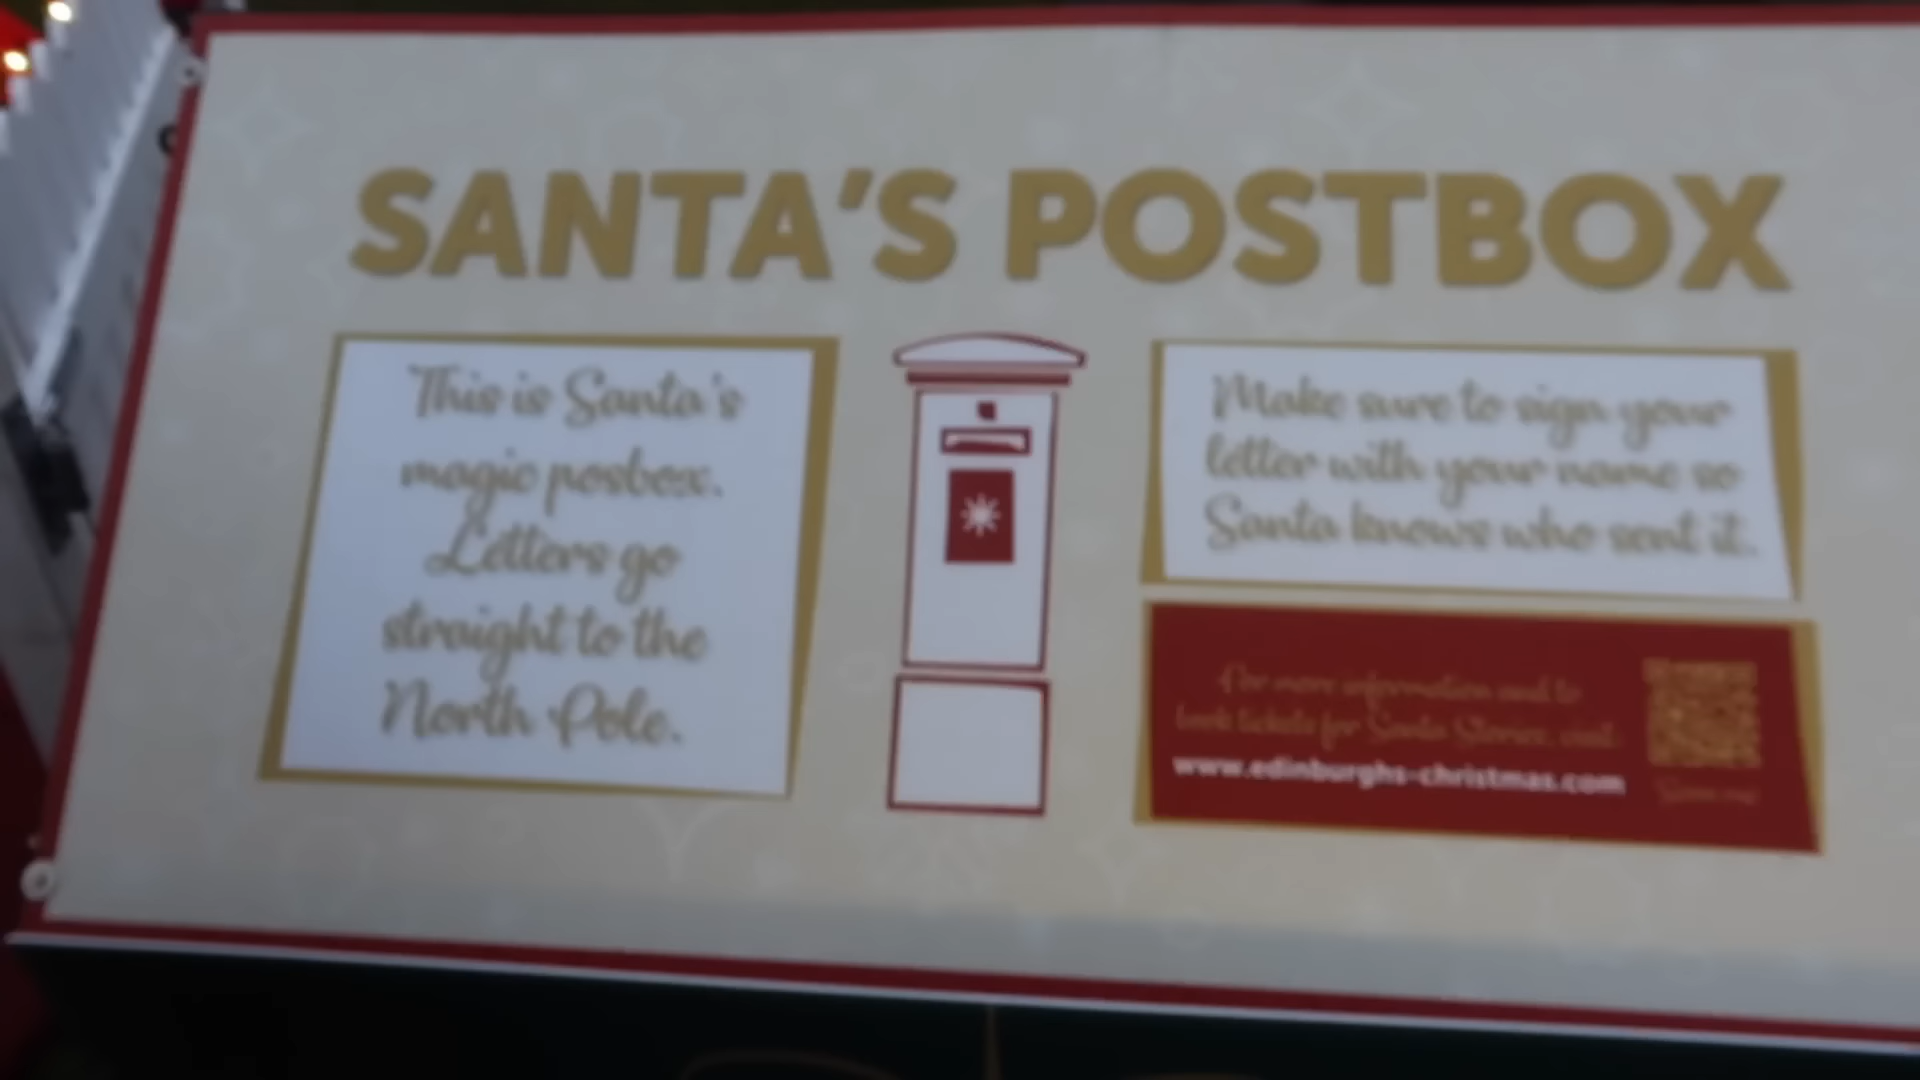 SANTA'S POSTBOX
This is Santa's
magic posbox.
Letters go
straight to the
North Pole.
Make sure to sign your
letter with your name so
Santa knows who sent it.
For more information and to
book tickets for Santa Stories, visit:
www.edinburghs-christmas.com